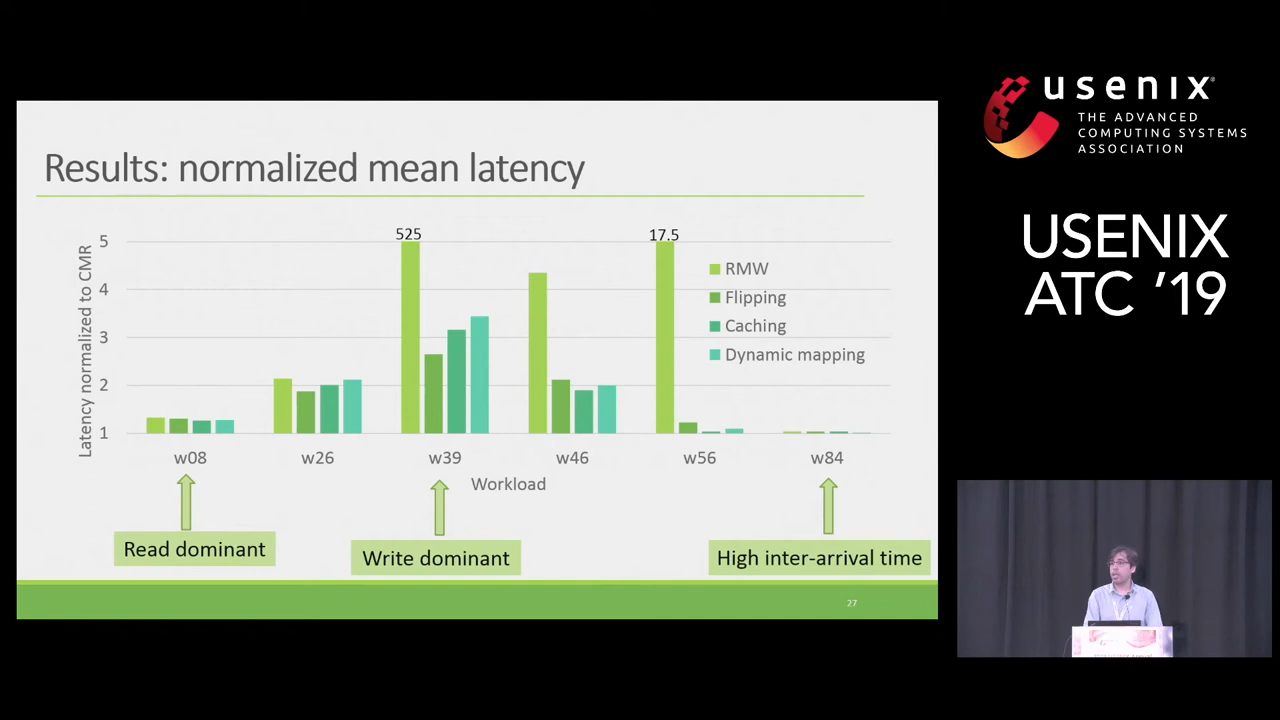 Results: normalized mean latency
Latency normalized to CMR
5
4
3
2
1
525
17.5
RMW
Flipping
Caching
Dynamic mapping
w08
w26
w39
w46
w56
w84
Workload
Read dominant
Write dominant
High inter-arrival time
27
usenix
THE ADVANCED
COMPUTING SYSTEMS
ASSOCIATION
USENIX
ATC ’19